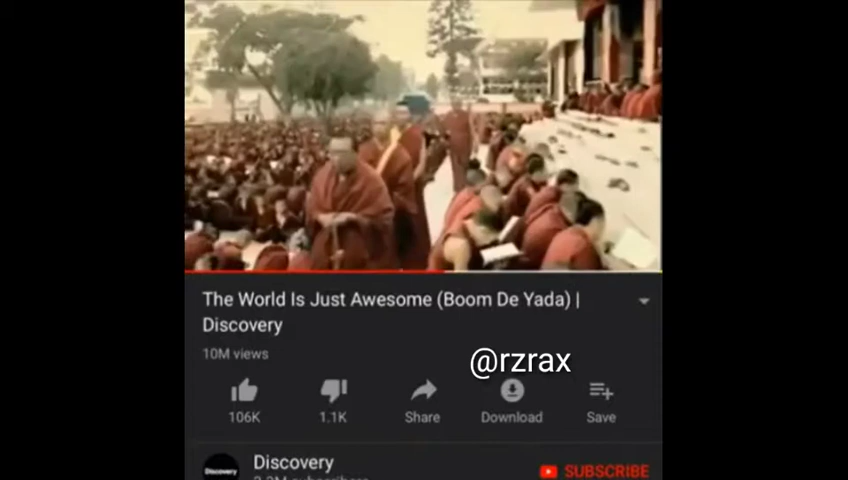 The World Is Just Awesome (Boom De Yada) |
Discovery
10M views
@rzrax
106K
1.1K
Share
Download
Save
Discovery
Discovery
SUBSCRIBE